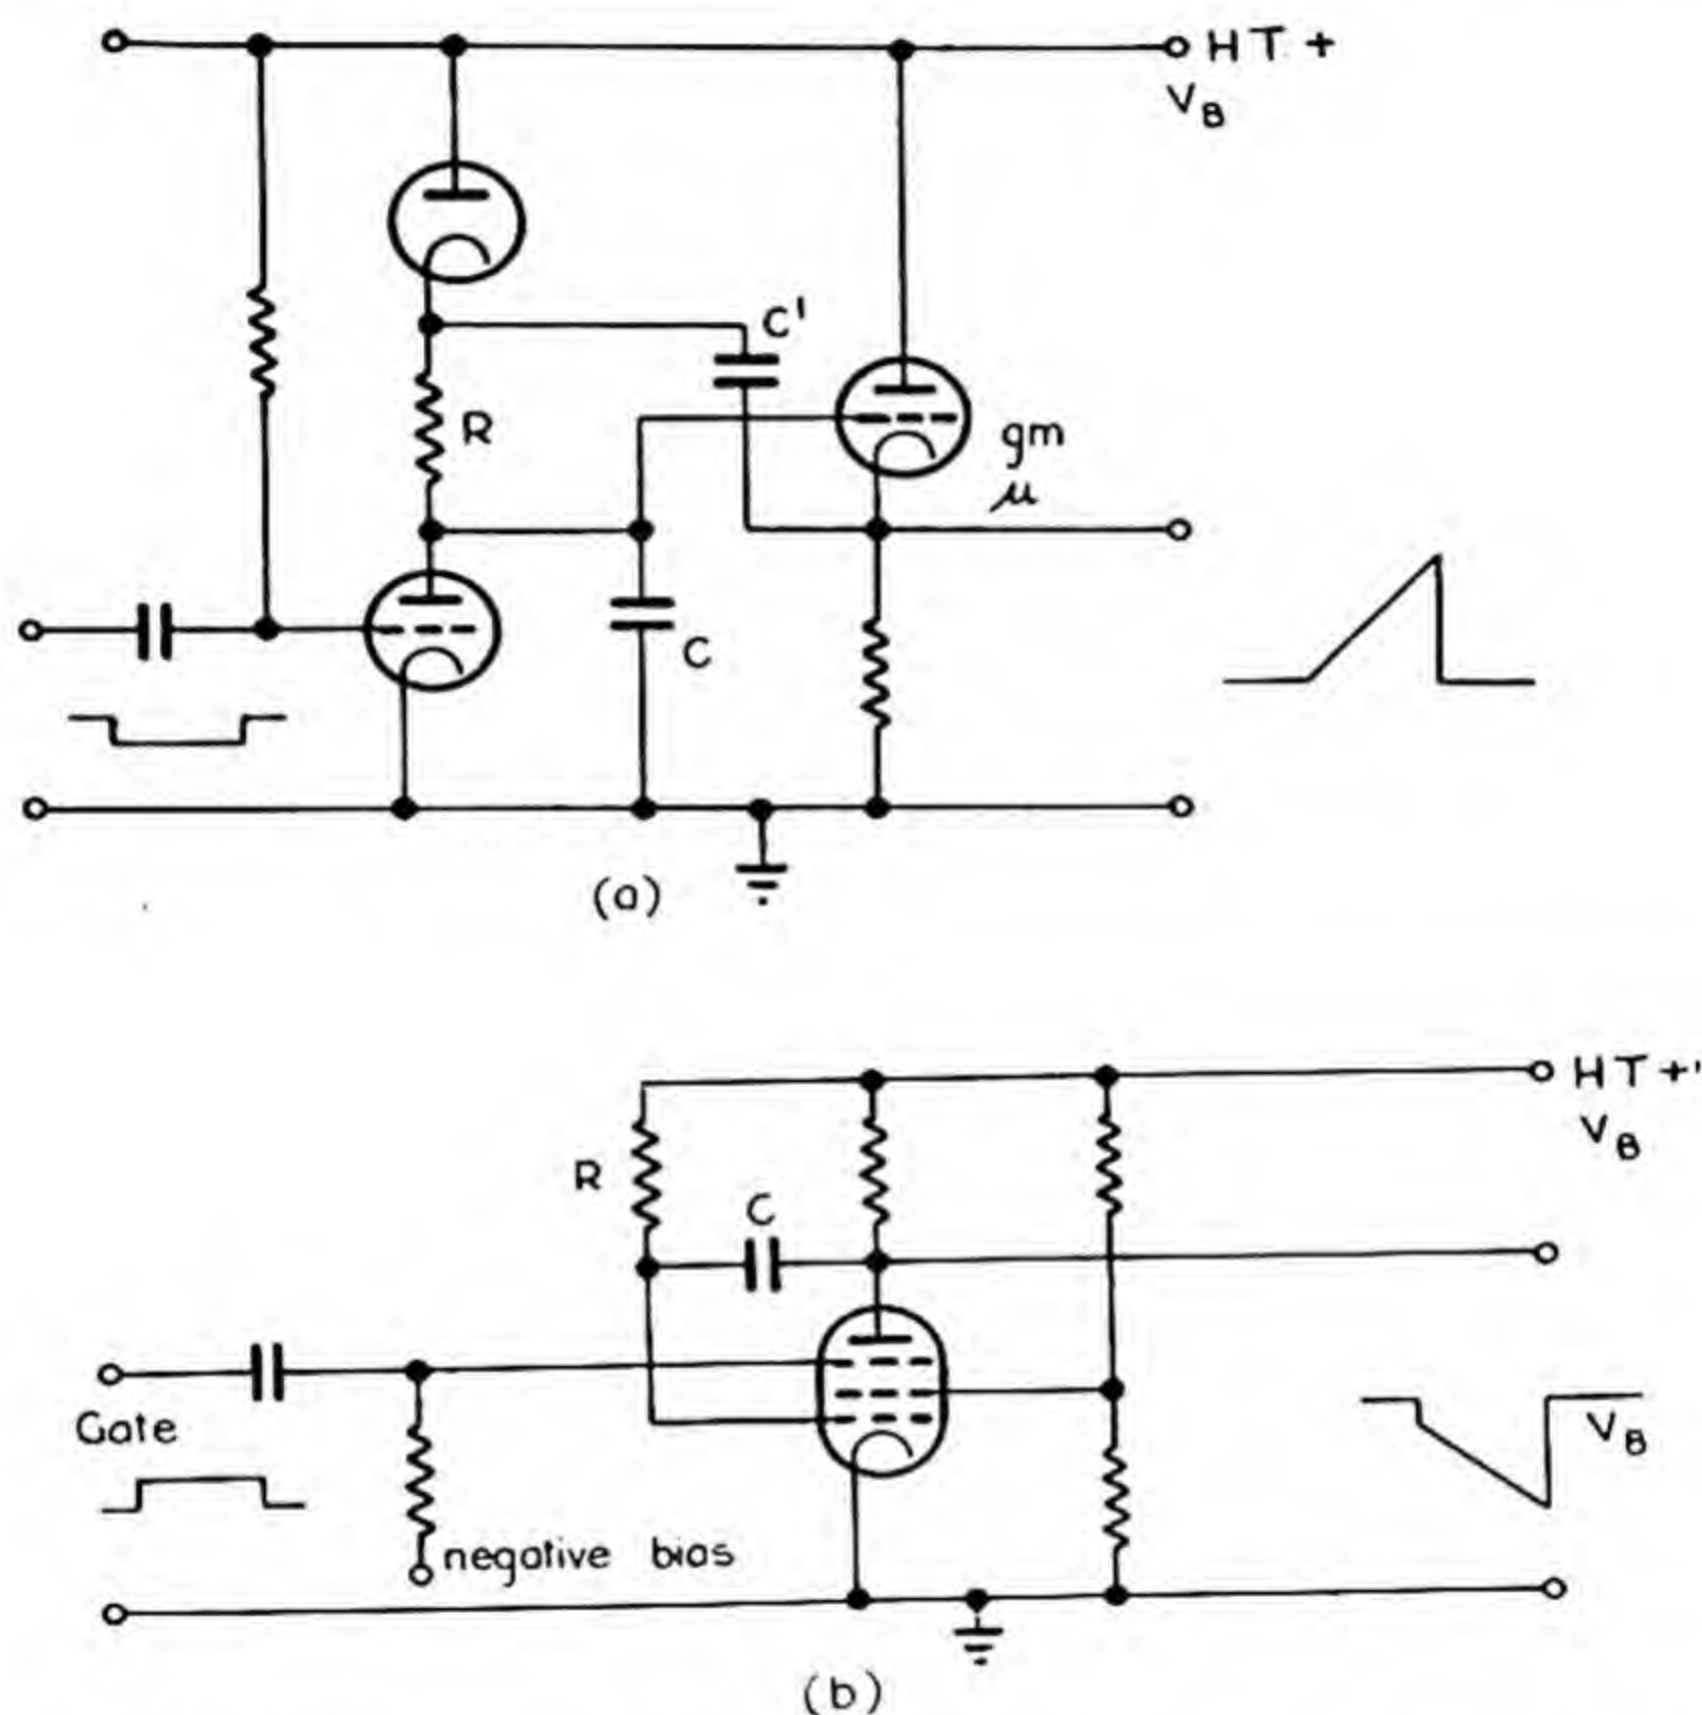 HT +
V_B
C'
R
gm
μ
C
(a)
HT +'
V_B
R
C
Gate
V_B
negative bias
(b)